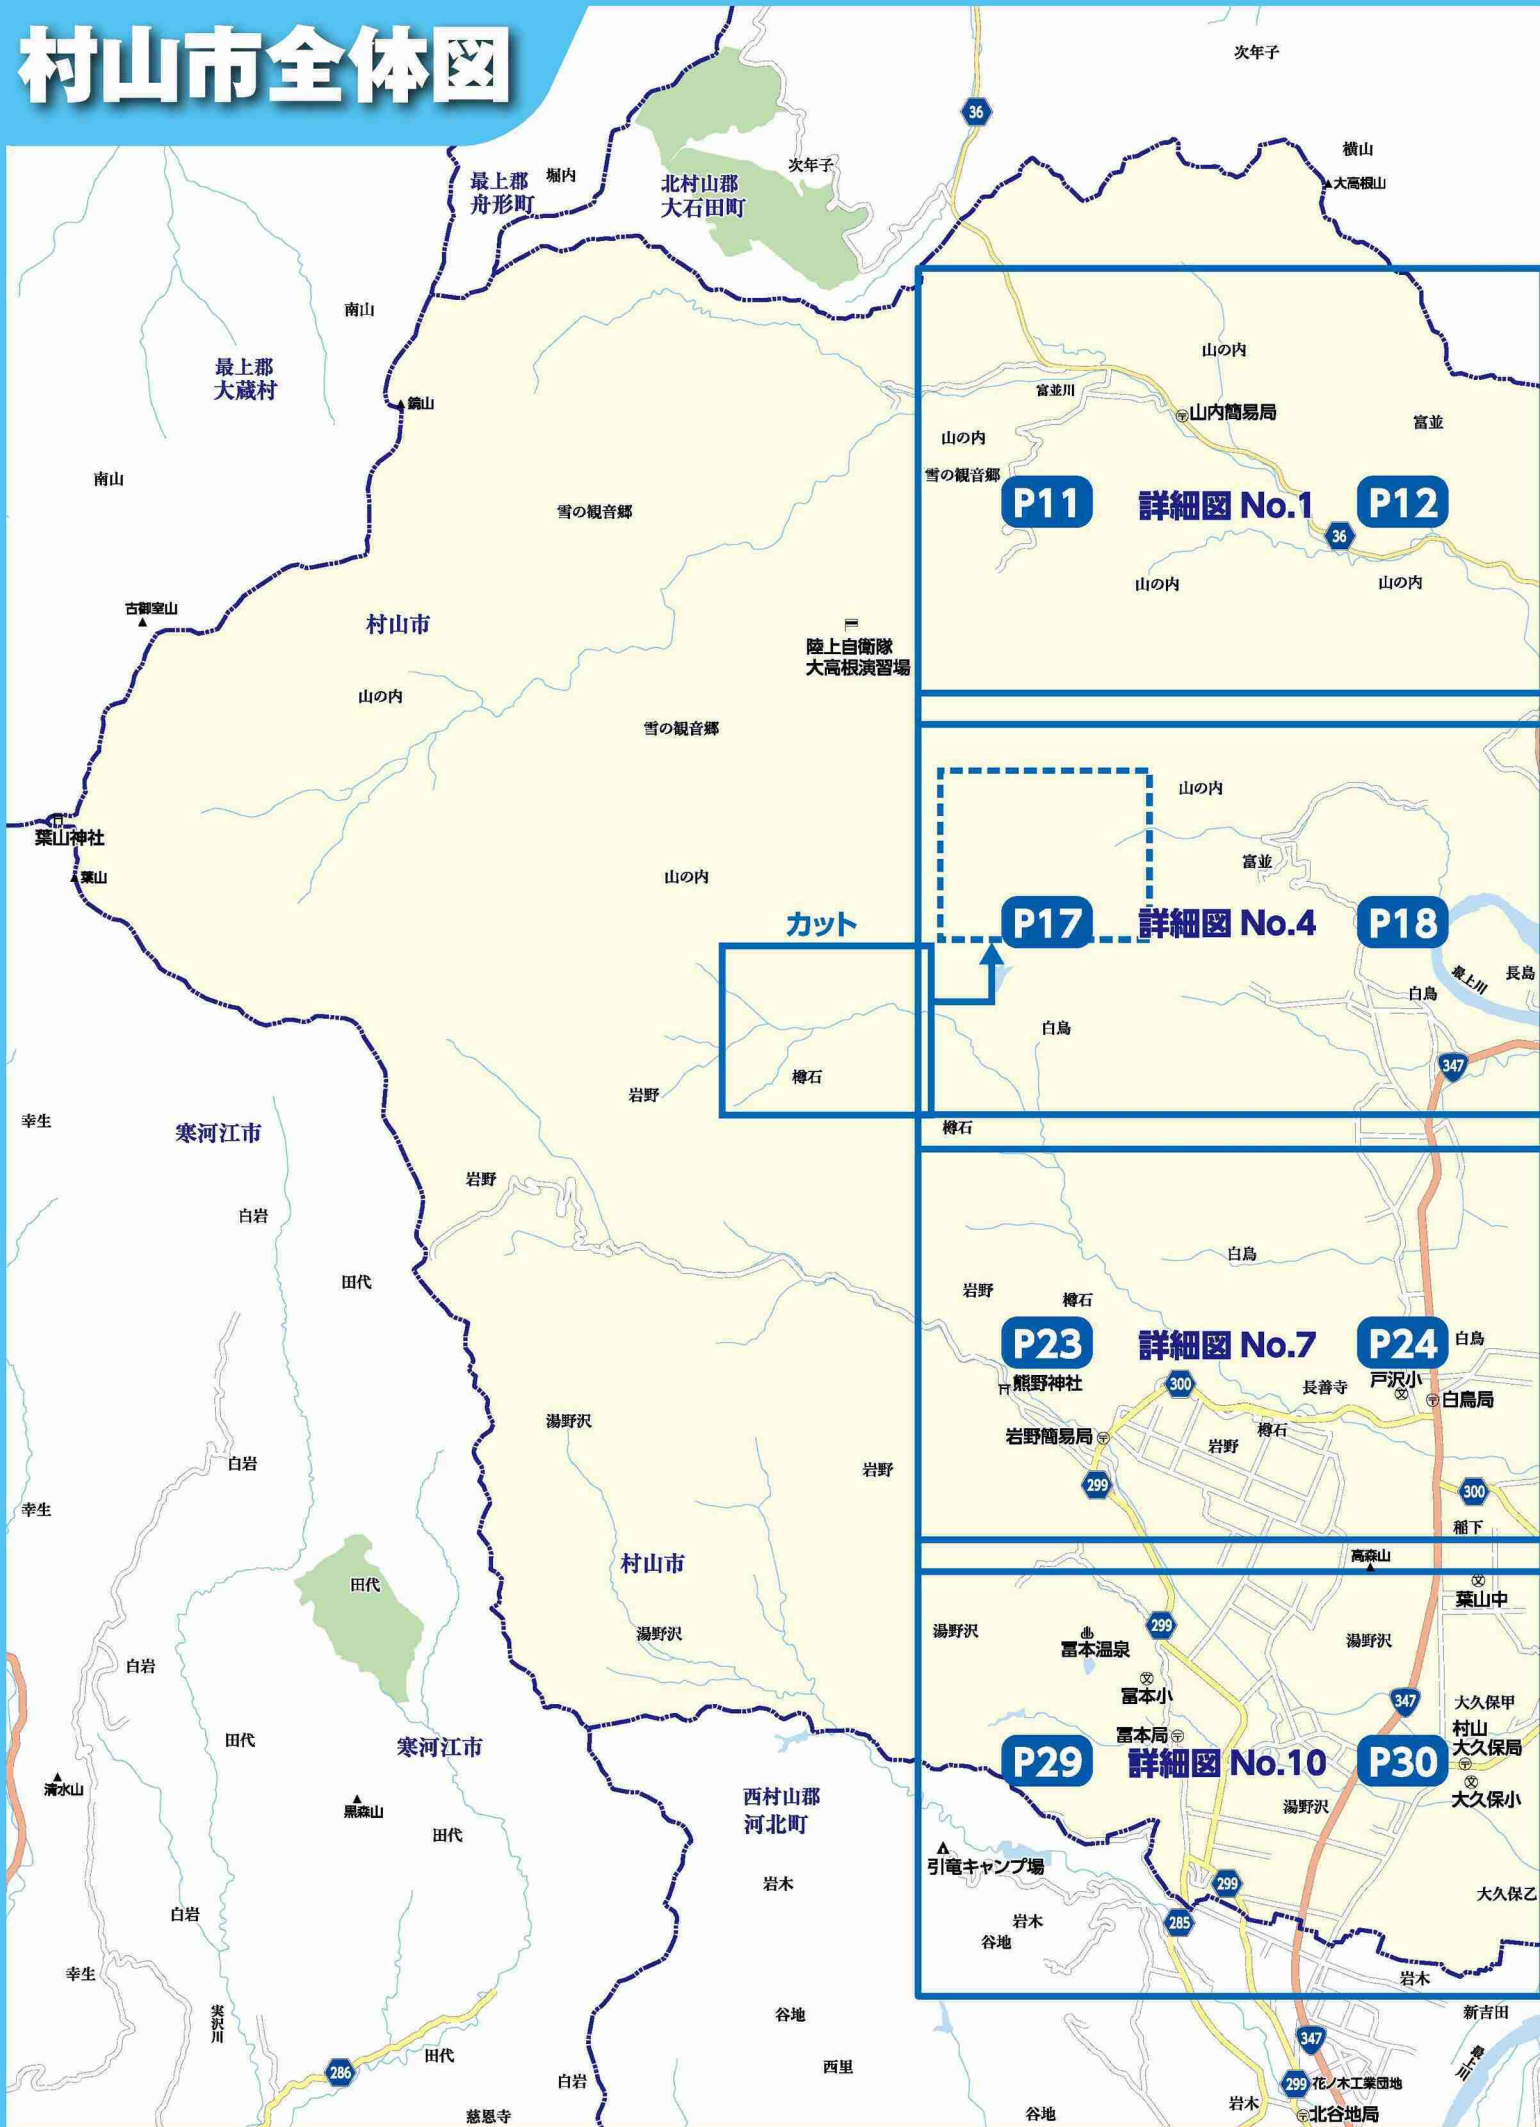 村山市全体図
次年子
36
横山
大高根山
次年子
堀内
最上郡
舟形町
北村山郡
大石田町
南山
最上郡
大蔵村
鏡山
山の内
富並川
山内簡易局
富並
山の内
雪の観音郷
南山
P11
詳細図 No.1
P12
雪の観音郷
36
山の内
山の内
古御室山
村山市
陸上自衛隊
大高根演習場
山の内
雪の観音郷
山の内
葉山神社
葉山
富並
山の内
カット
P17
詳細図 No.4
P18
最上川
長島
白鳥
白鳥
347
樽石
岩野
幸生
寒河江市
樽石
岩野
白岩
白鳥
田代
岩野
樽石
P23
詳細図 No.7
P24
白鳥
熊野神社
300
長善寺
戸沢小
白鳥局
湯野沢
岩野簡易局
岩野
樽石
白岩
岩野
299
300
幸生
稲下
村山市
高森山
田代
葉山中
湯野沢
湯野沢
299
冨本温泉
湯野沢
白岩
冨本小
347
大久保甲
田代
寒河江市
冨本局
村山
大久保局
P29
詳細図 No.10
P30
清水山
黒森山
西村山郡
河北町
大久保小
湯野沢
田代
引竜キャンプ場
岩木
299
大久保乙
白岩
岩木
285
谷地
幸生
岩木
実沢川
谷地
新吉田
347
最上川
田代
西里
286
白岩
299
花ノ木工業団地
岩木
慈恩寺
谷地
北谷地局